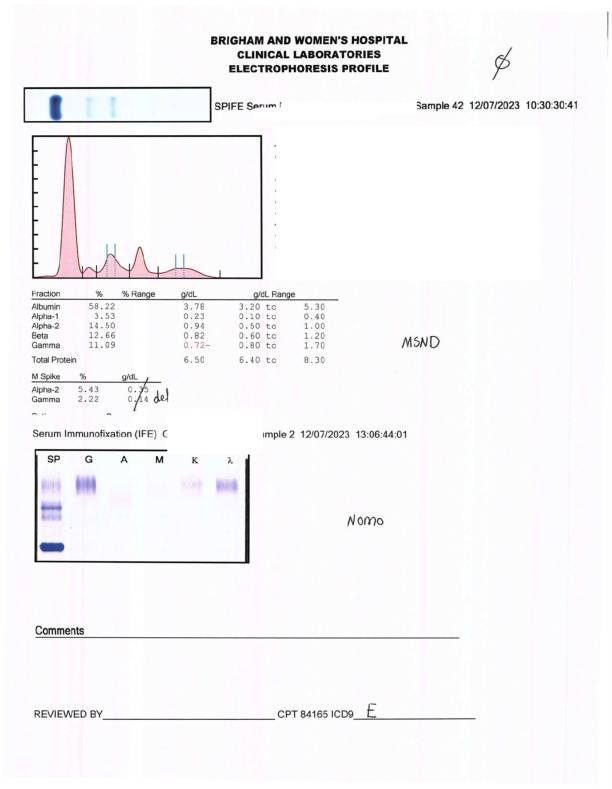 BRIGHAM AND WOMEN'S HOSPITAL
CLINICAL LABORATORIES
ELECTROPHORESIS PROFILE
SPIFE Serum Sample 42 12/07/2023 10:30:30:41
Fraction % % Range g/dL g/dL Range
Albumin 58.22 3.78 3.20 to 5.30
Alpha-1 3.53 0.23 0.10 to 0.40
Alpha-2 14.50 0.94 0.50 to 1.00
Beta 12.66 0.82 0.60 to 1.20
Gamma 11.09 0.72- 0.80 to 1.70
MSND
Total Protein 6.50 6.40 to 8.30
M Spike % g/dL
Alpha-2 5.43 0.35
Gamma 2.22 0.14 del
Serum Immunofixation (IFE) 12/07/2023 13:06:44:01
SP G A M K λ
NOMO
Comments
REVIEWED BY CPT 84165 ICD9 E